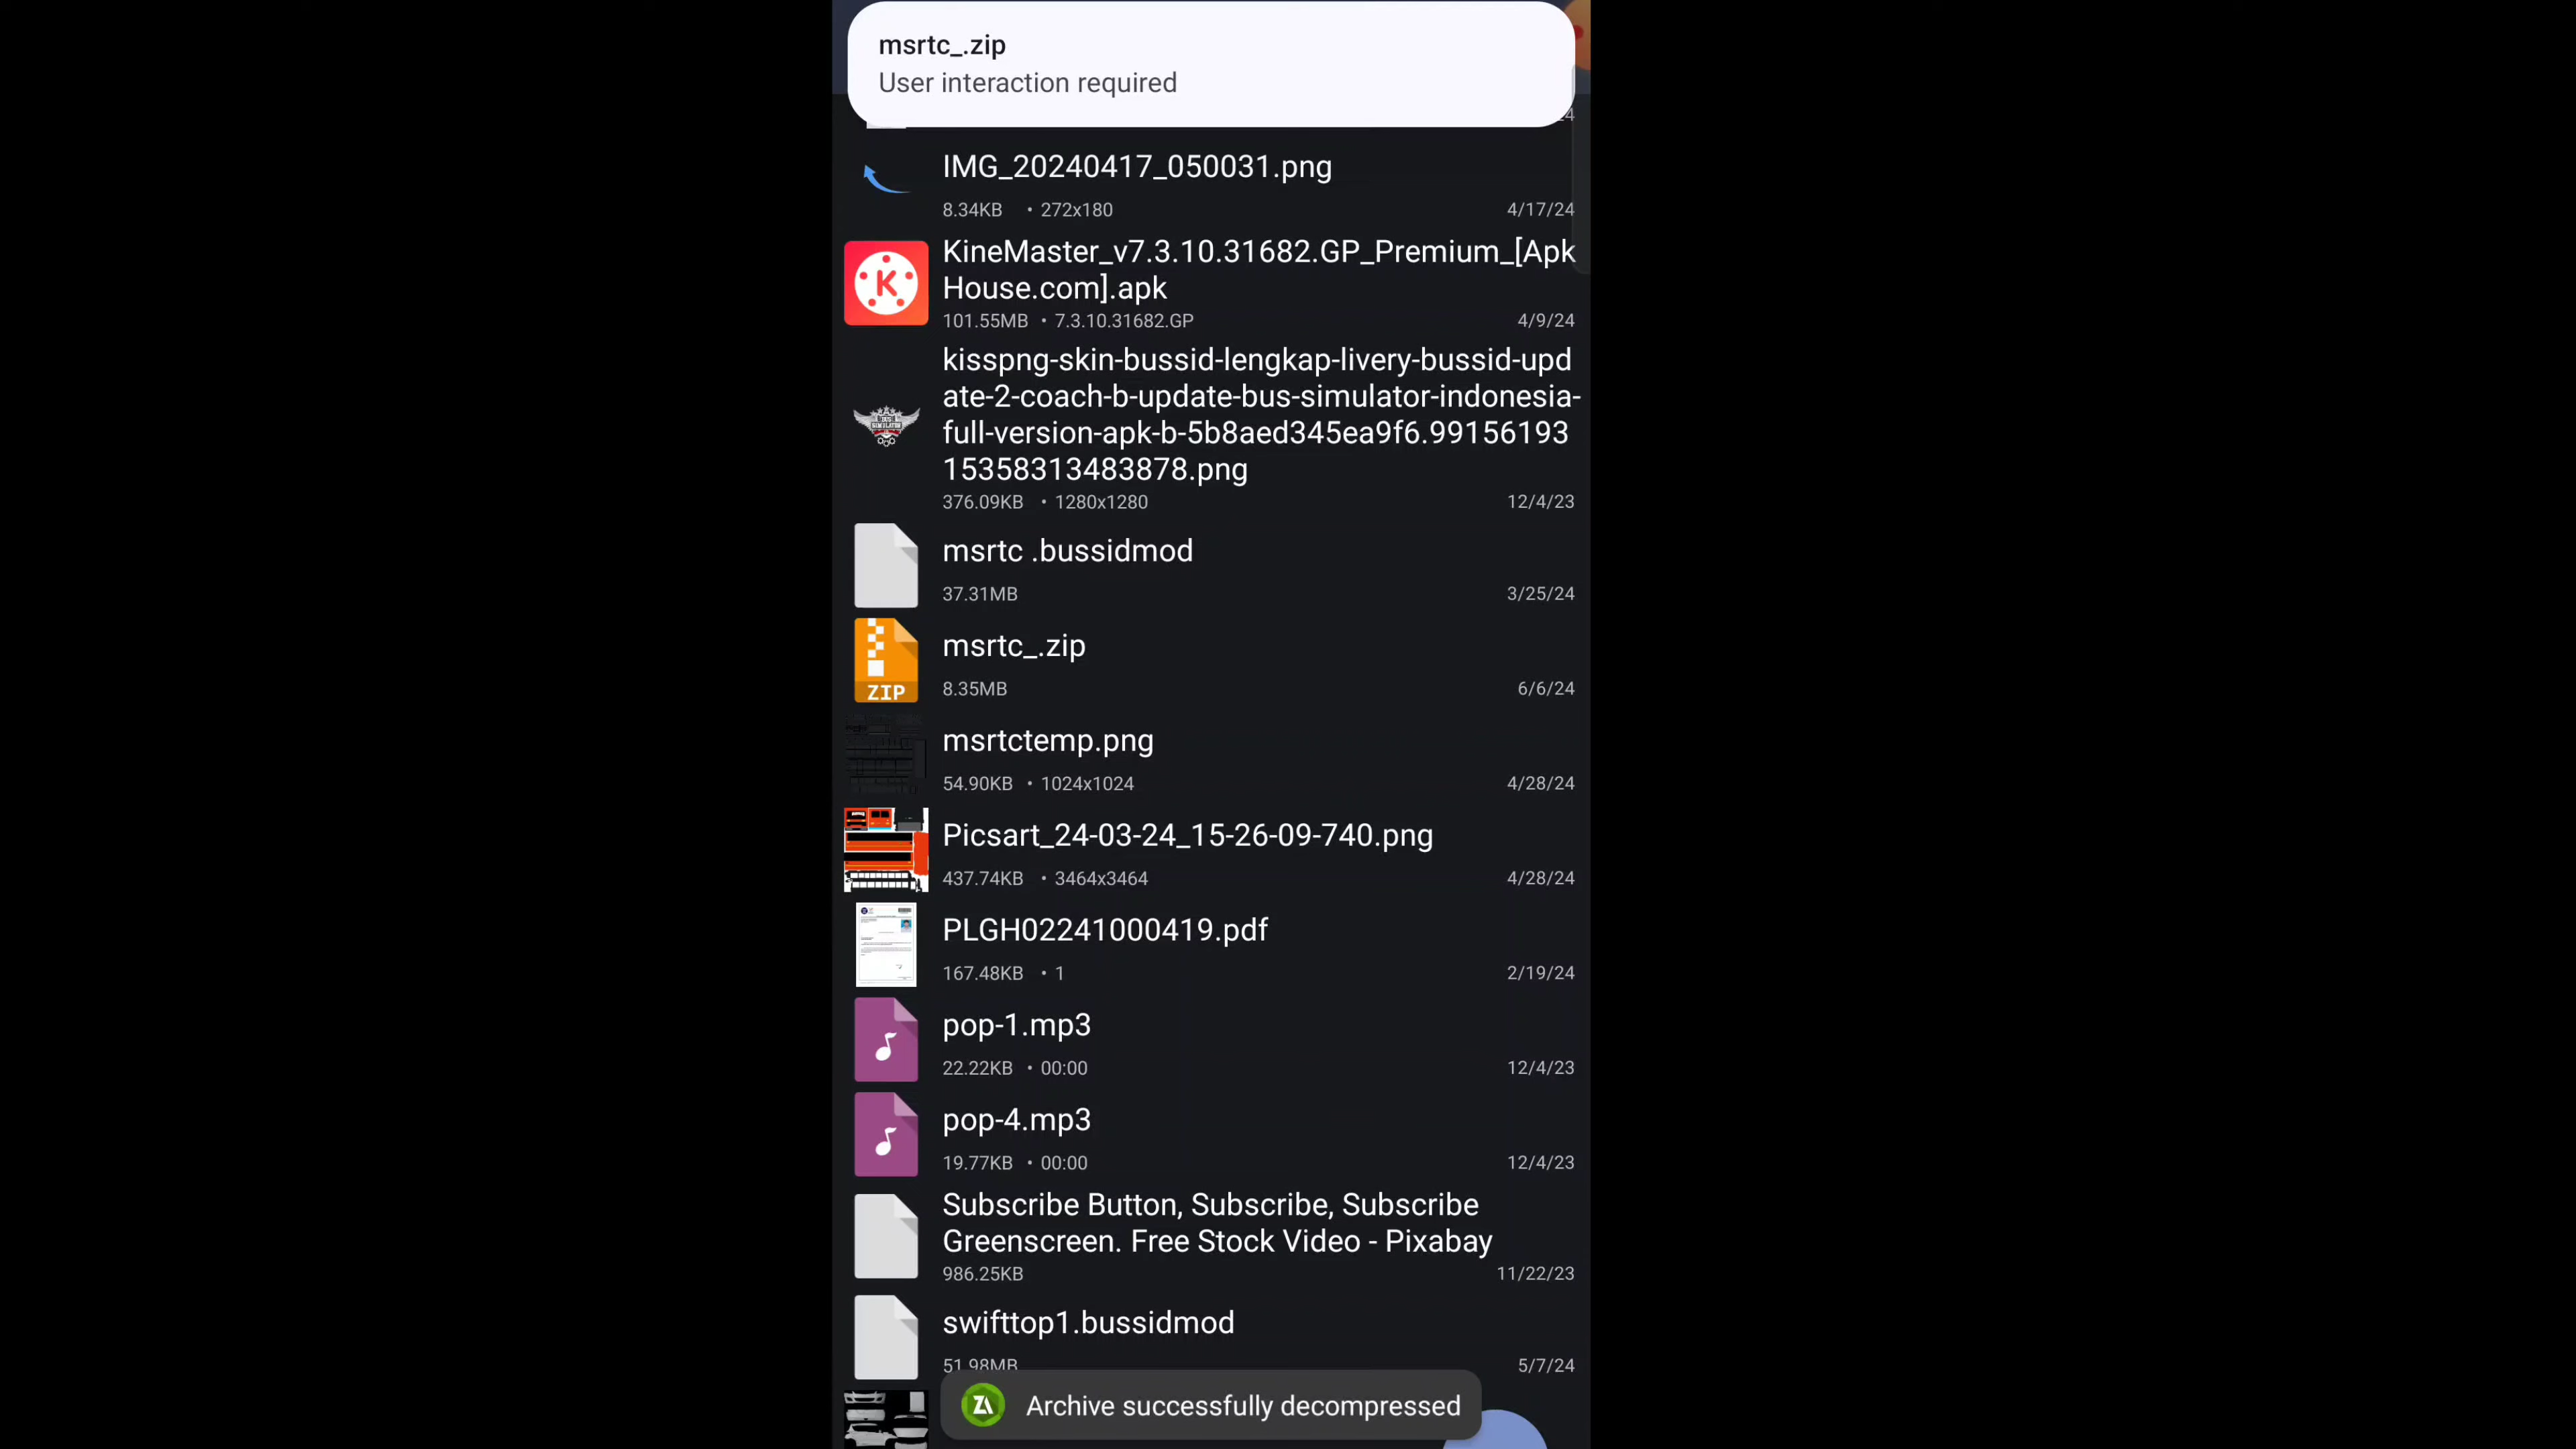 msrtc_.zip
User interaction required
24
IMG_20240417_050031.png
8.34KB • 272x180 4/17/24
KineMaster_v7.3.10.31682.GP_Premium_[Apk
House.com].apk
101.55MB • 7.3.10.31682.GP 4/9/24
kisspng-skin-bussid-lengkap-livery-bussid-upd
ate-2-coach-b-update-bus-simulator-indonesia-
full-version-apk-b-5b8aed345ea9f6.99156193
15358313483878.png
376.09KB • 1280x1280 12/4/23
msrtc .bussidmod
37.31MB 3/25/24
msrtc_.zip
ZIP
8.35MB 6/6/24
msrtctemp.png
54.90KB • 1024x1024 4/28/24
Picsart_24-03-24_15-26-09-740.png
437.74KB • 3464x3464 4/28/24
PLGH02241000419.pdf
167.48KB • 1 2/19/24
pop-1.mp3
22.22KB • 00:00 12/4/23
pop-4.mp3
19.77KB • 00:00 12/4/23
Subscribe Button, Subscribe, Subscribe
Greenscreen. Free Stock Video - Pixabay
986.25KB 11/22/23
swifttop1.bussidmod
51.98MB 5/7/24
ZA Archive successfully decompressed